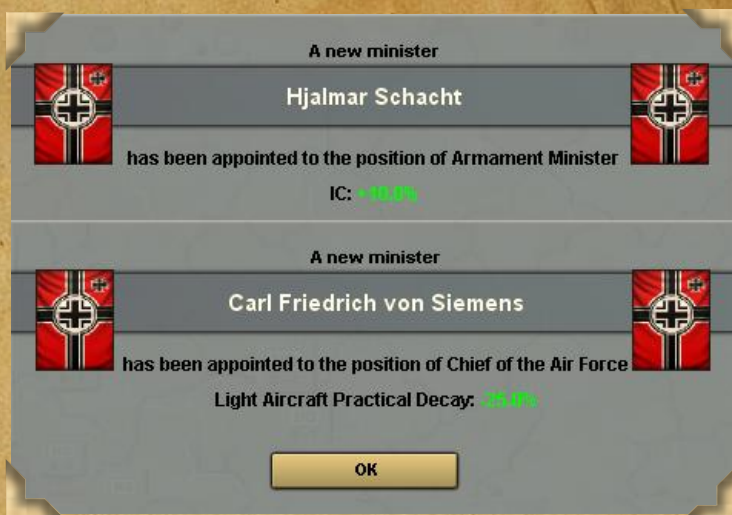 A new minister
Hjalmar Schacht
has been appointed to the position of Armament Minister
IC: +10.0%
A new minister
Carl Friedrich von Siemens
has been appointed to the position of Chief of the Air Force
Light Aircraft Practical Decay: -25.0%
OK